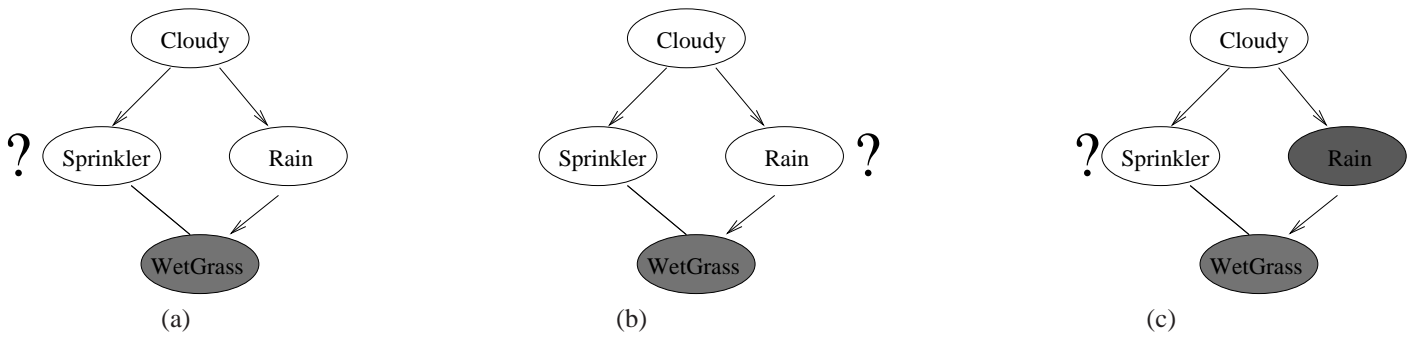 Cloudy Cloudy Cloudy
? Sprinkler Rain Sprinkler Rain ? ? Sprinkler Rain
WetGrass WetGrass WetGrass
(a) (b) (c)